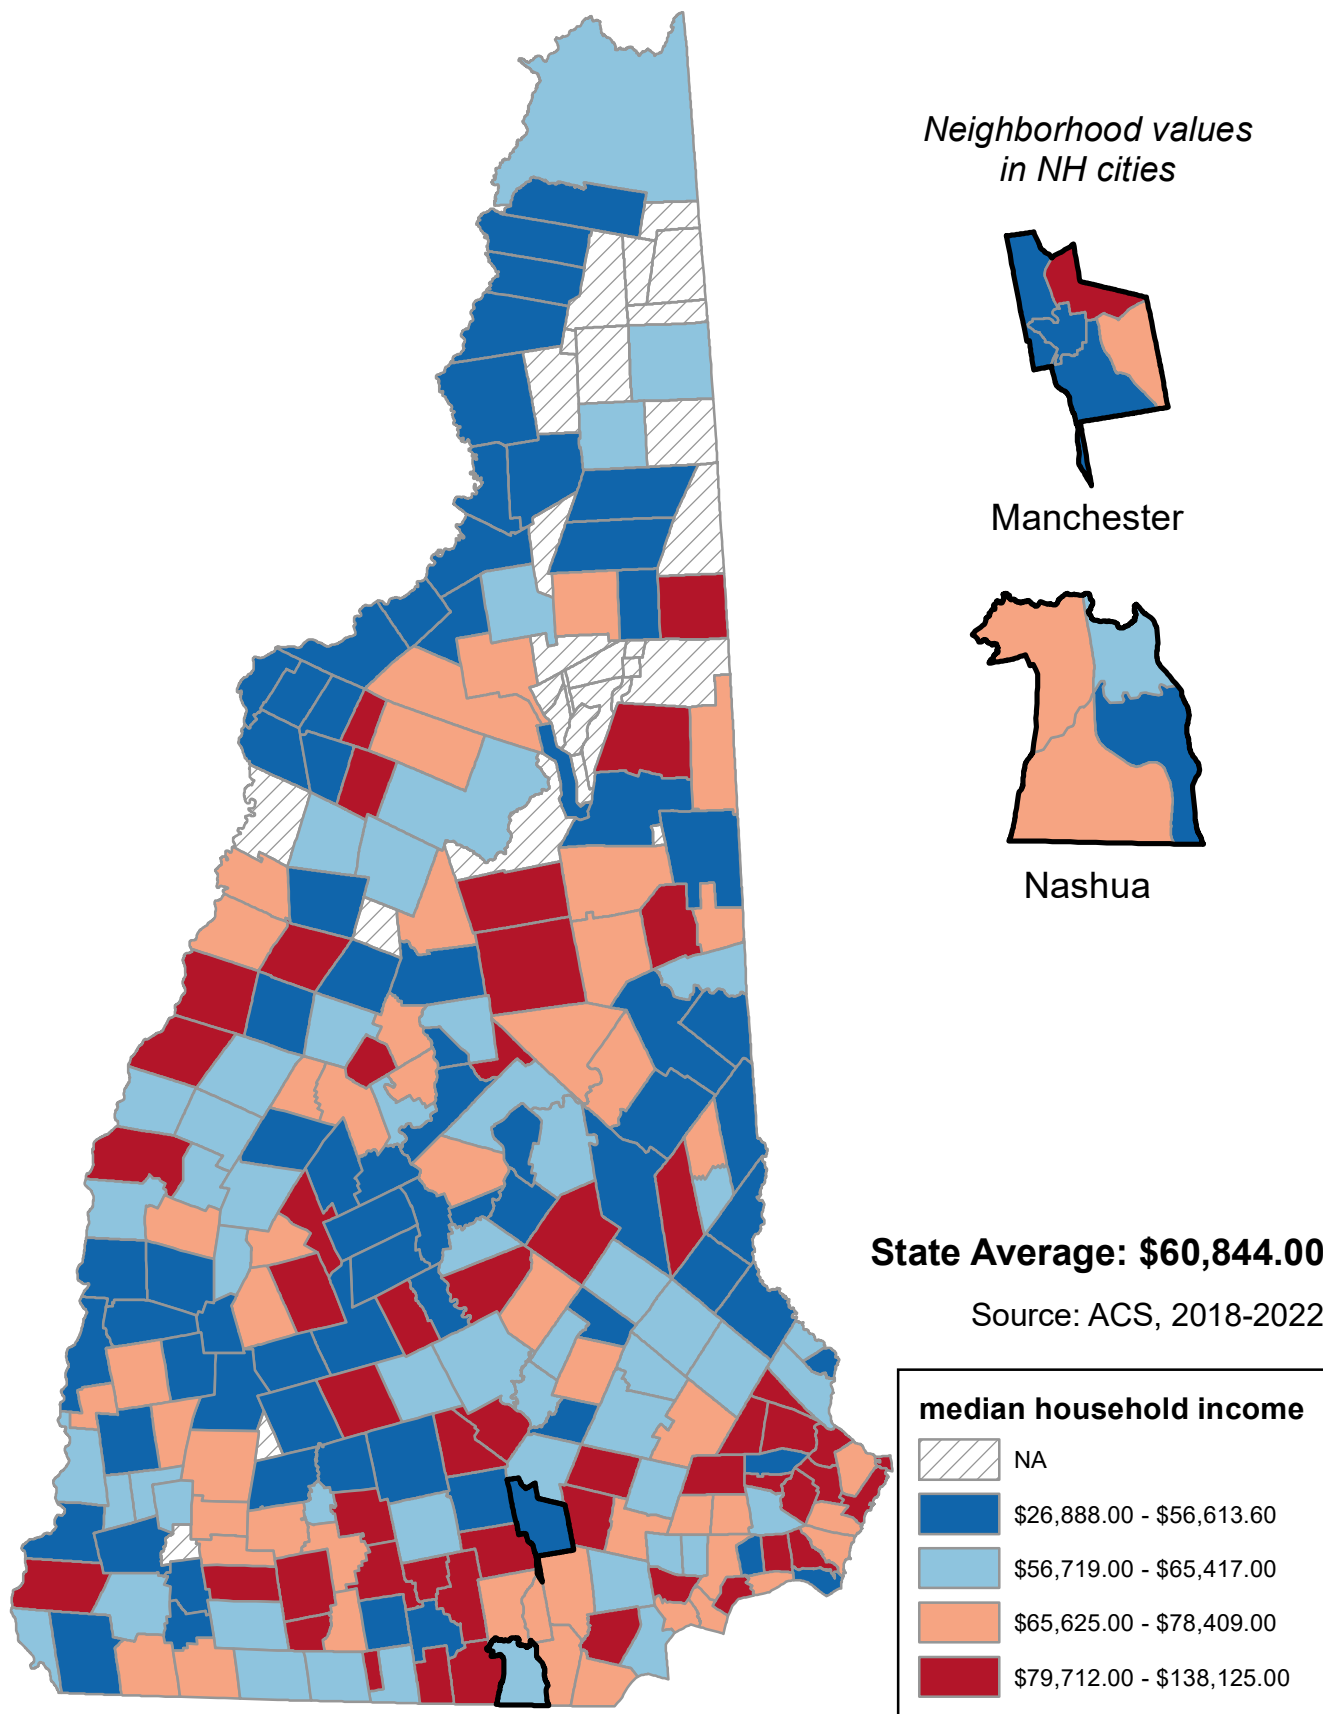 Neighborhood values
in NH cities
Manchester
Nashua
State Average: $60,844.00
Source: ACS, 2018-2022
median household income
NA
$26,888.00 - $56,613.60
$56,719.00 - $65,417.00
$65,625.00 - $78,409.00
$79,712.00 - $138,125.00